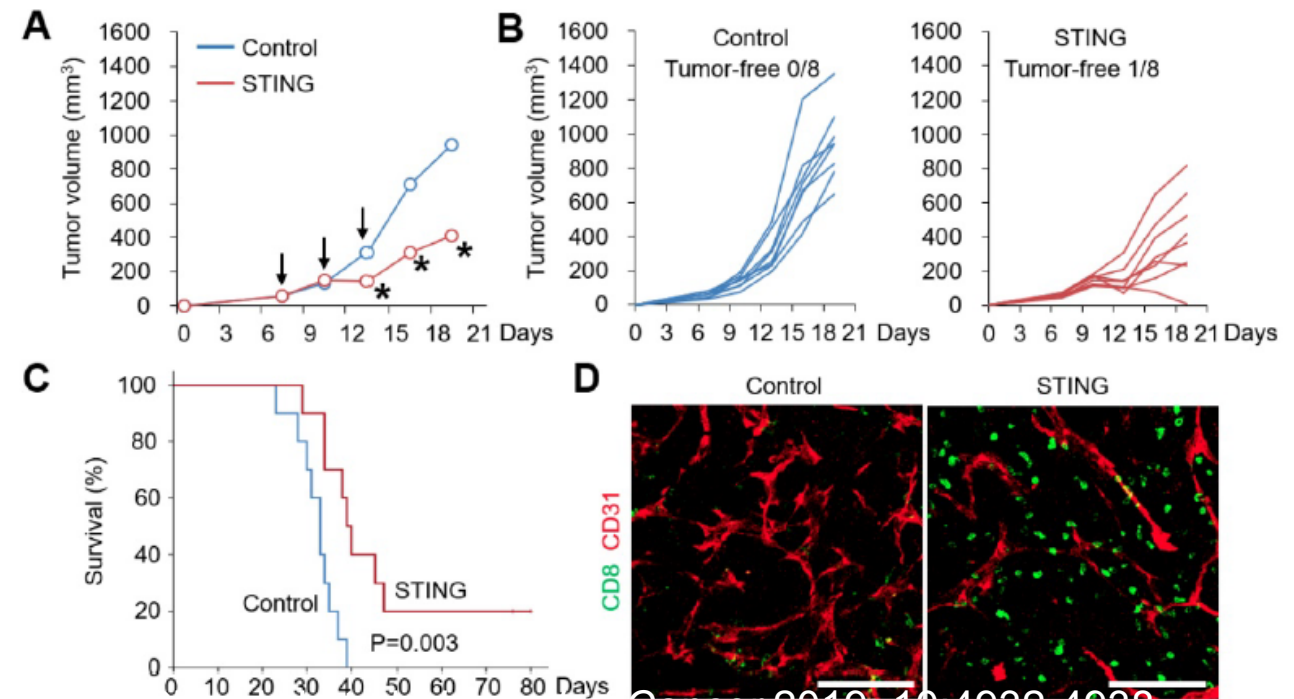 A
1600
1400
1200
1000
800
600
400
200
0
Tumor volume (mm³)
Control
STING
*
*
*
0 3 6 9 12 15 18 21 Days
B
1600
1400
1200
1000
800
600
400
200
0
Tumor volume (mm³)
Control
Tumor-free 0/8
0 3 6 9 12 15 18 21
1600
1400
1200
1000
800
600
400
200
0
STING
Tumor-free 1/8
0 3 6 9 12 15 18 21 Days
C
100
80
60
40
20
0
Survival (%)
Control
STING
P=0.003
0 10 20 30 40 50 60 70 80 Days
D
Control
STING
CD8 CD31